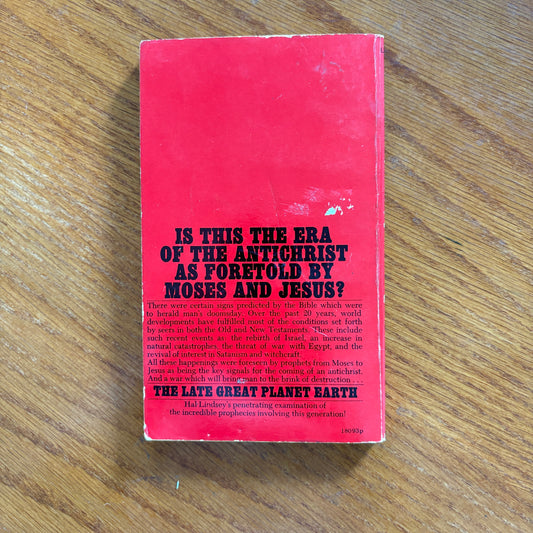 IS THIS THE ERA
OF THE ANTICHRIST
AS FORETOLD BY
MOSES AND JESUS?
There were certain signs predicted by the Bible which were
to herald man's doomsday. Over the past 20 years, world
developments have fulfilled most of the conditions set forth
by seers in both the Old and New Testaments. These include
such recent events as the rebirth of Israel, an increase in
natural catastrophes, the threat of war with Egypt, and the
revival of interest in Satanism and witchcraft.
All these happenings were foreseen by prophets from Moses to
Jesus as being the key signals for the coming of an antichrist.
And a war which will bring man to the brink of destruction . . .
THE LATE GREAT PLANET EARTH
Hal Lindsey's penetrating examination of
the incredible prophecies involving this generation!
18093p